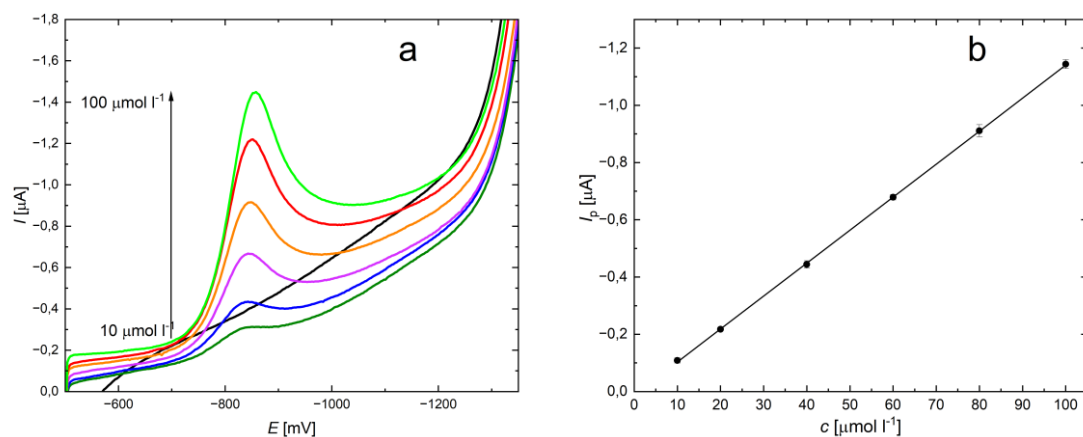 a
−1,8
−1,6
−1,4
−1,2
−1,0
−0,8
−0,6
−0,4
−0,2
0,0
I [µA]
100 µmol l⁻¹
10 µmol l⁻¹
−600 −800 −1000 −1200
E [mV]
b
−1,2
−1,0
−0,8
−0,6
−0,4
−0,2
0,0
Iₚ [µA]
0 10 20 30 40 50 60 70 80 90 100
c [µmol l⁻¹]